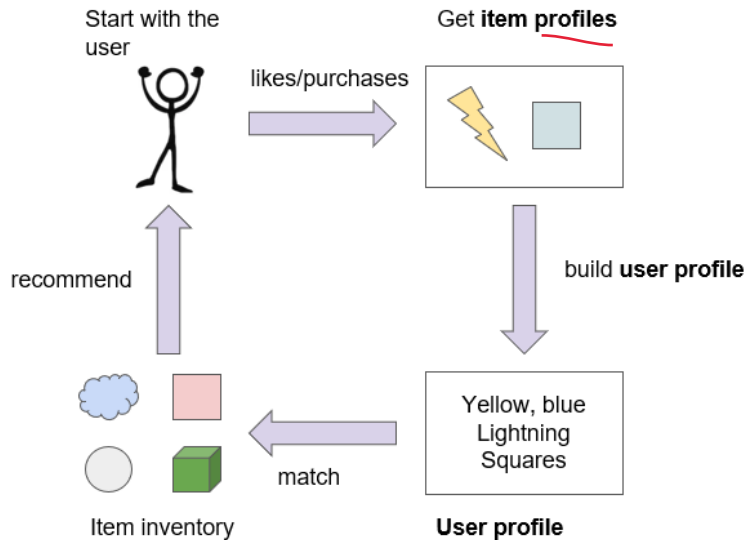 Start with the
user
Get item profiles
likes/purchases
build user profile
Yellow, blue
Lightning
Squares
User profile
match
Item inventory
recommend